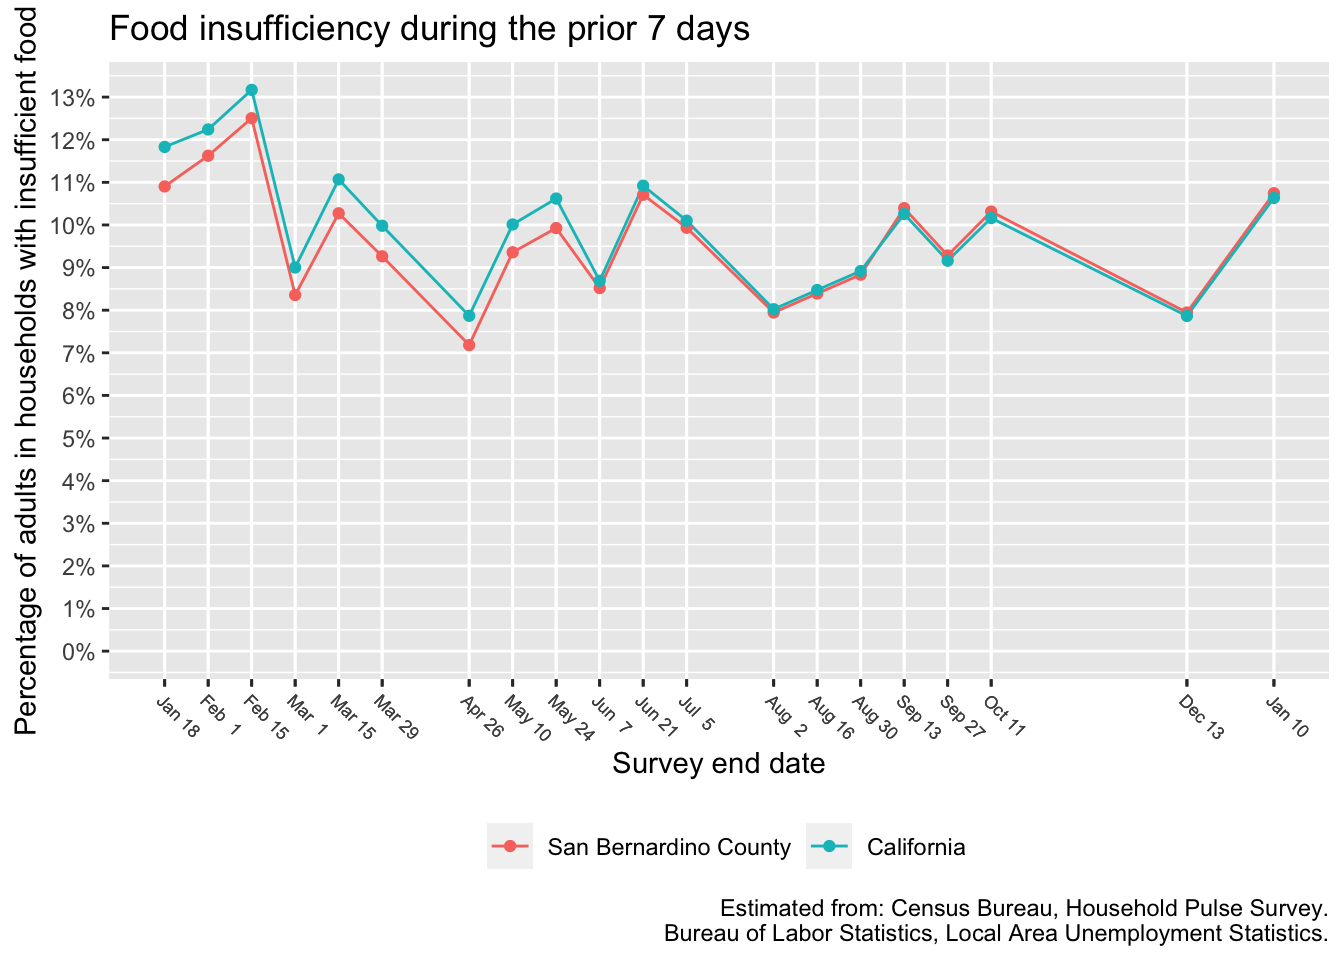 Food insufficiency during the prior 7 days
Percentage of adults in households with insufficient food
13%
12%
11%
10%
9%
8%
7%
6%
5%
4%
3%
2%
1%
0%
Jan 18
Feb 1
Feb 15
Mar 1
Mar 15
Mar 29
Apr 26
May 10
May 24
Jun 7
Jun 21
Jul 5
Aug 2
Aug 16
Aug 30
Sep 13
Sep 27
Oct 11
Dec 13
Jan 10
Survey end date
San Bernardino County
California
Estimated from: Census Bureau, Household Pulse Survey.
Bureau of Labor Statistics, Local Area Unemployment Statistics.